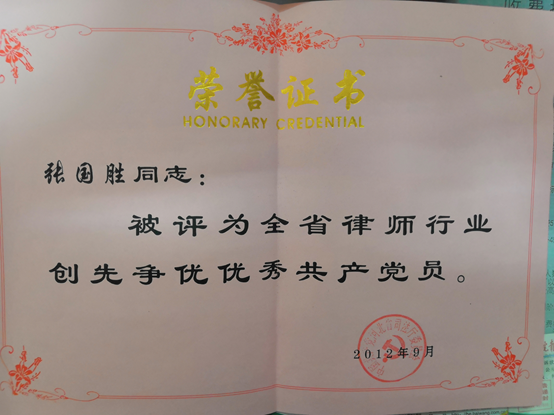 荣誉证书
HONORARY CREDENTIAL
张国胜同志：
被评为全省律师行业
创先争优优秀共产党员。
2012年9月